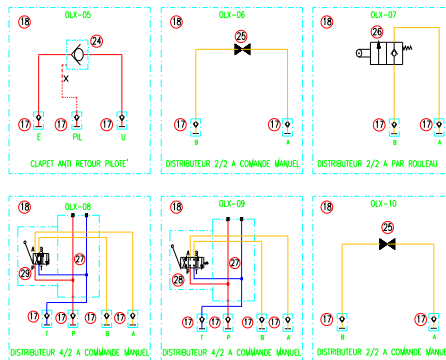 OLX-05
18
24
X
17
17
17
E
PIL
U
CLAPET ANTI RETOUR PILOTE'
OLX-06
18
25
17
17
B
A
DISTRIBUTEUR 2/2 A COMANDE MANUEL
OLX-07
18
26
17
17
B
A
DISTRIBUTEUR 2/2 A PAR ROULEAU
OLX-08
18
A
B
27
29
17
17
17
17
T
P
B
A
DISTRIBUTEUR 4/2 A COMMANDE MANUEL
OLX-09
18
A
B
27
28
17
17
17
17
T
P
B
A
DISTRIBUTEUR 4/2 A COMMANDE MANUEL
OLX-10
18
25
17
17
B
A
DISTRIBUTEUR 2/2 A COMMANDE MANUEL